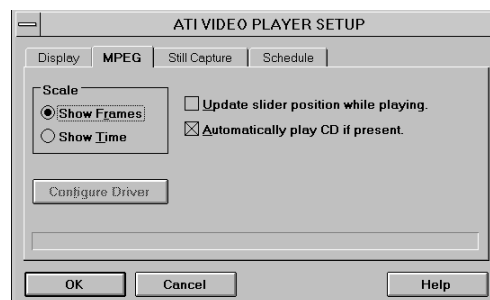 ATI VIDEO PLAYER SETUP
Display MPEG Still Capture Schedule
Scale
Show Frames
Show Time
Update slider position while playing.
Automatically play CD if present.
Configure Driver
OK Cancel Help